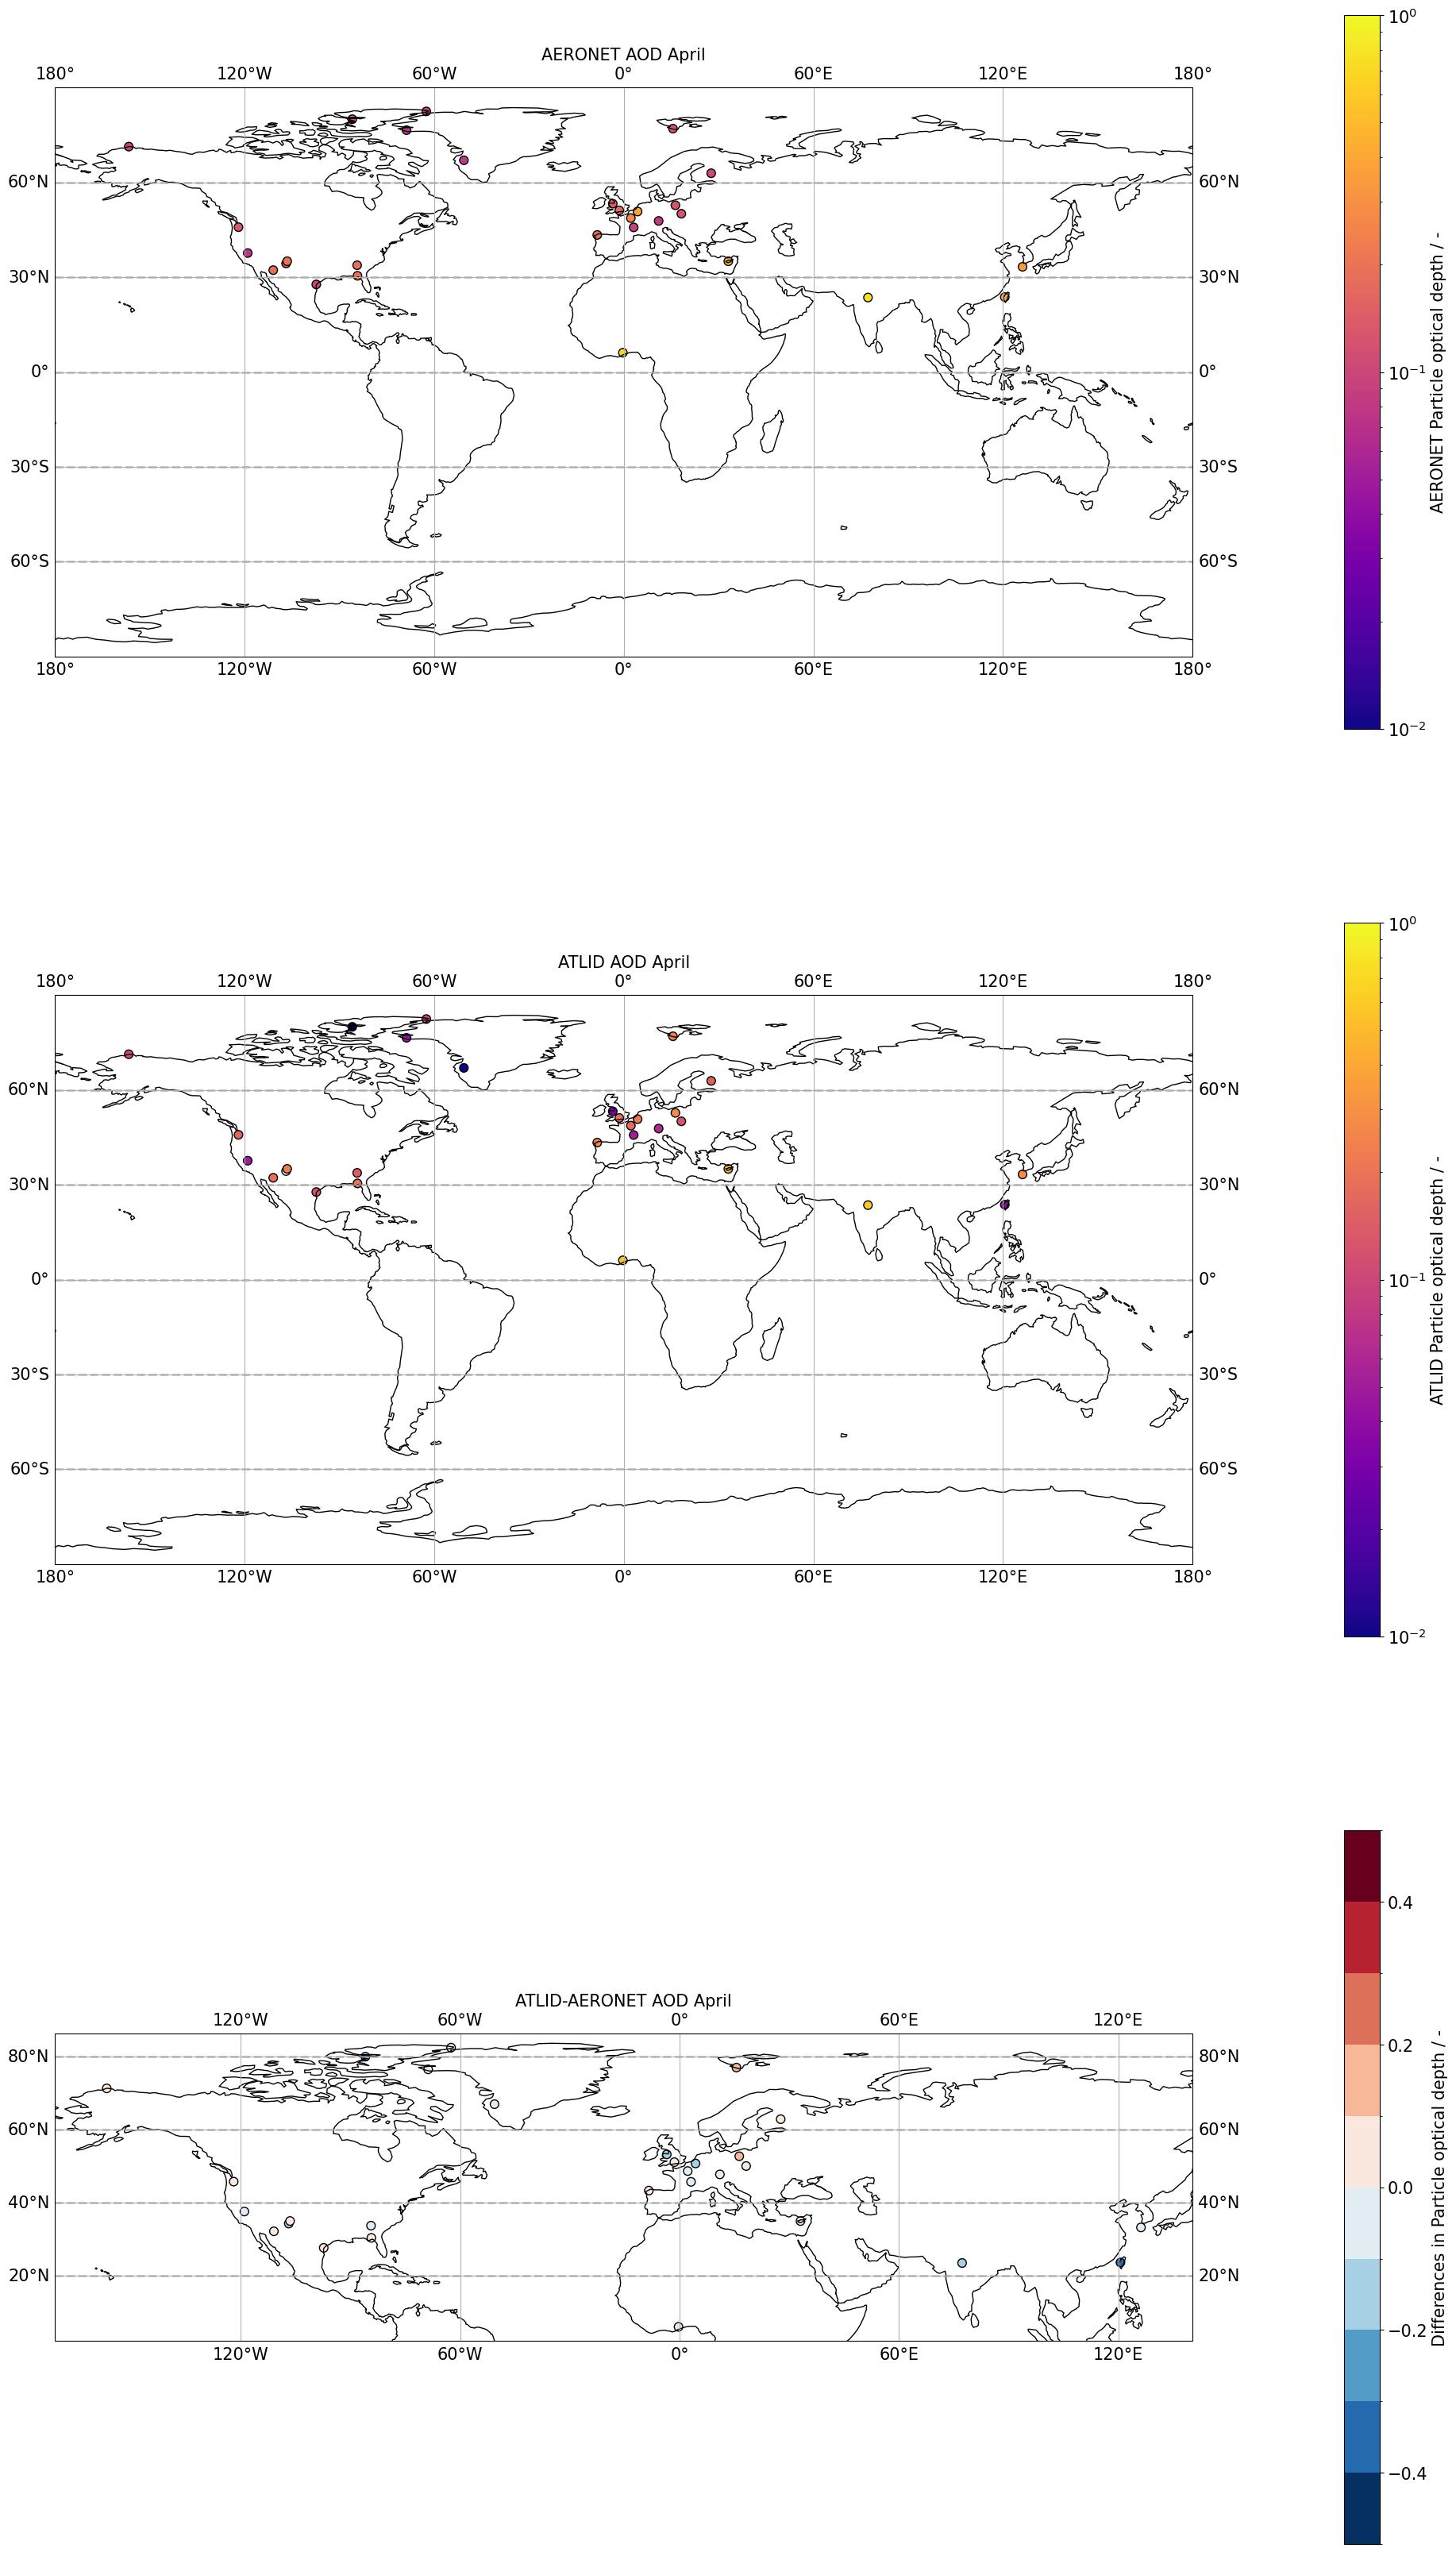 AERONET AOD April
180° 120°W 60°W 0° 60°E 120°E 180°
60°N 60°N
30°N 30°N
0° 0°
30°S 30°S
60°S 60°S
180° 120°W 60°W 0° 60°E 120°E 180°
10⁰
10⁻¹
10⁻²
AERONET Particle optical depth / -
ATLID AOD April
180° 120°W 60°W 0° 60°E 120°E 180°
60°N 60°N
30°N 30°N
0° 0°
30°S 30°S
60°S 60°S
180° 120°W 60°W 0° 60°E 120°E 180°
10⁰
10⁻¹
10⁻²
ATLID Particle optical depth / -
ATLID-AERONET AOD April
120°W 60°W 0° 60°E 120°E
80°N 80°N
60°N 60°N
40°N 40°N
20°N 20°N
120°W 60°W 0° 60°E 120°E
0.4
0.2
0.0
−0.2
−0.4
Differences in Particle optical depth / -